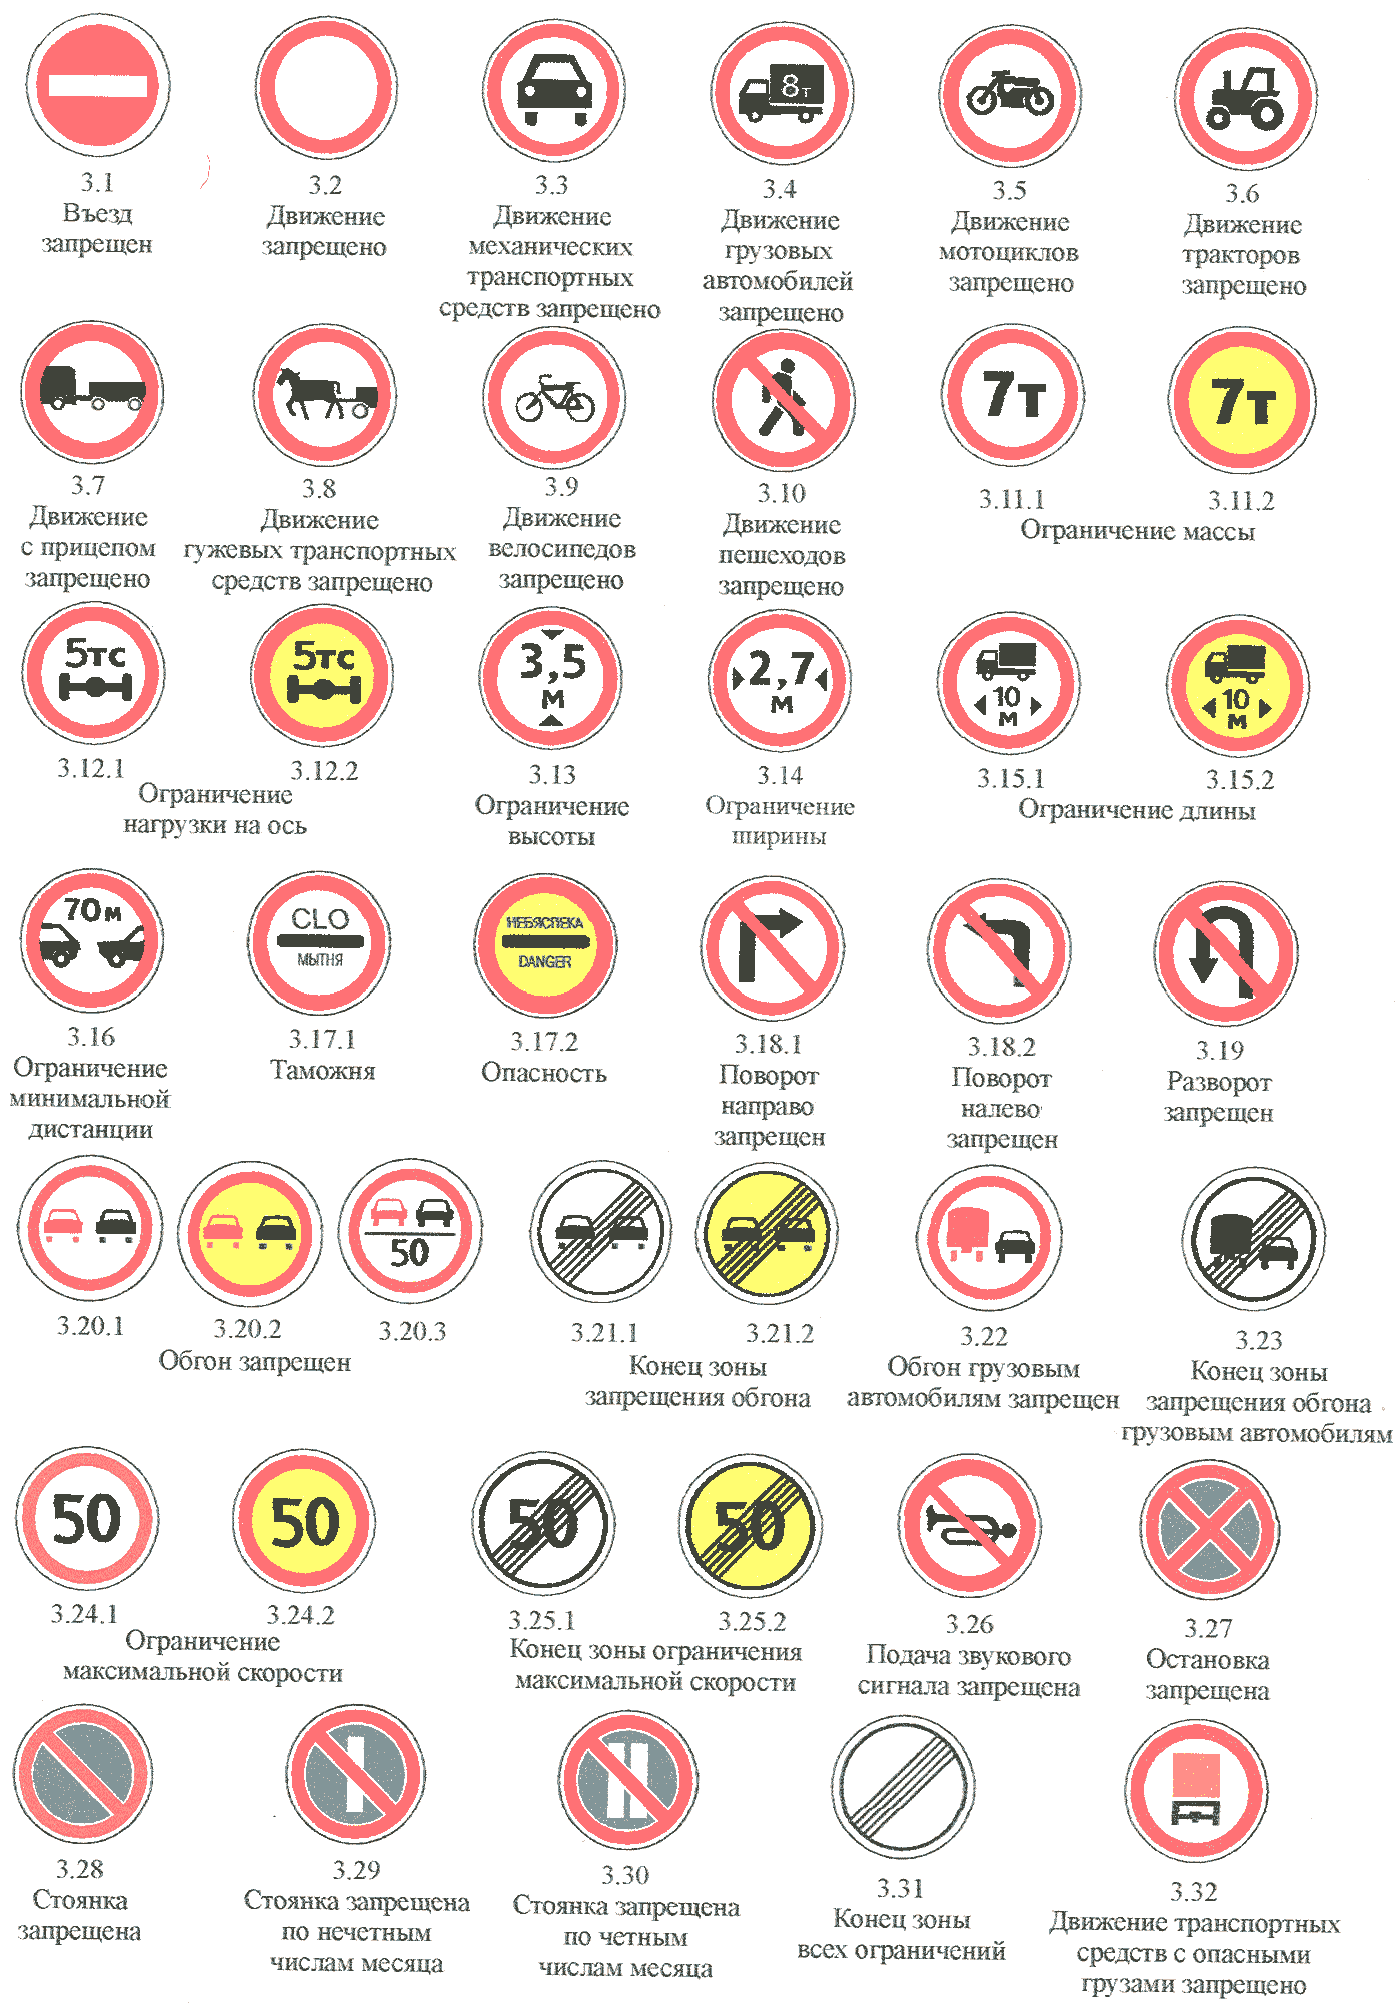 8т
3.1
Въезд
запрещен
3.2
Движение
запрещено
3.3
Движение
механических
транспортных
средств запрещено
3.4
Движение
грузовых
автомобилей
запрещено
3.5
Движение
мотоциклов
запрещено
3.6
Движение
тракторов
запрещено
7т
7т
3.7
Движение
с прицепом
запрещено
3.8
Движение
гужевых транспортных
средств запрещено
3.9
Движение
велосипедов
запрещено
3.10
Движение
пешеходов
запрещено
3.11.1
3.11.2
Ограничение массы
5тс
5тс
3,5
м
2,7
м
10
м
10
м
3.12.1
3.12.2
Ограничение
нагрузки на ось
3.13
Ограничение
высоты
3.14
Ограничение
ширины
3.15.1
3.15.2
Ограничение длины
70м
CLO
МЫТНЯ
НЕБЯСПЕКА
DANGER
3.16
Ограничение
минимальной
дистанции
3.17.1
Таможня
3.17.2
Опасность
3.18.1
Поворот
направо
запрещен
3.18.2
Поворот
налево
запрещен
3.19
Разворот
запрещен
50
3.20.1
3.20.2
3.20.3
Обгон запрещен
3.21.1
3.21.2
Конец зоны
запрещения обгона
3.22
Обгон грузовым
автомобилям запрещен
3.23
Конец зоны
запрещения обгона
грузовым автомобилям
50
50
50
50
3.24.1
3.24.2
Ограничение
максимальной скорости
3.25.1
3.25.2
Конец зоны ограничения
максимальной скорости
3.26
Подача звукового
сигнала запрещена
3.27
Остановка
запрещена
3.28
Стоянка
запрещена
3.29
Стоянка запрещена
по нечетным
числам месяца
3.30
Стоянка запрещена
по четным
числам месяца
3.31
Конец зоны
всех ограничений
3.32
Движение транспортных
средств с опасными
грузами запрещено